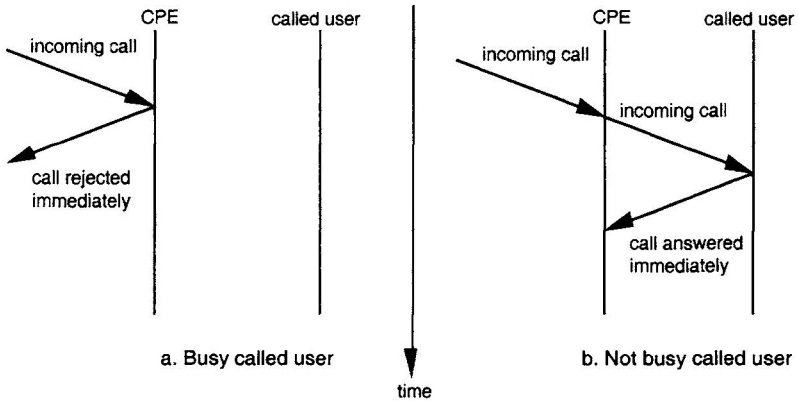 CPE
called user
incoming call
call rejected
immediately
a. Busy called user
time
CPE
called user
incoming call
incoming call
call answered
immediately
b. Not busy called user